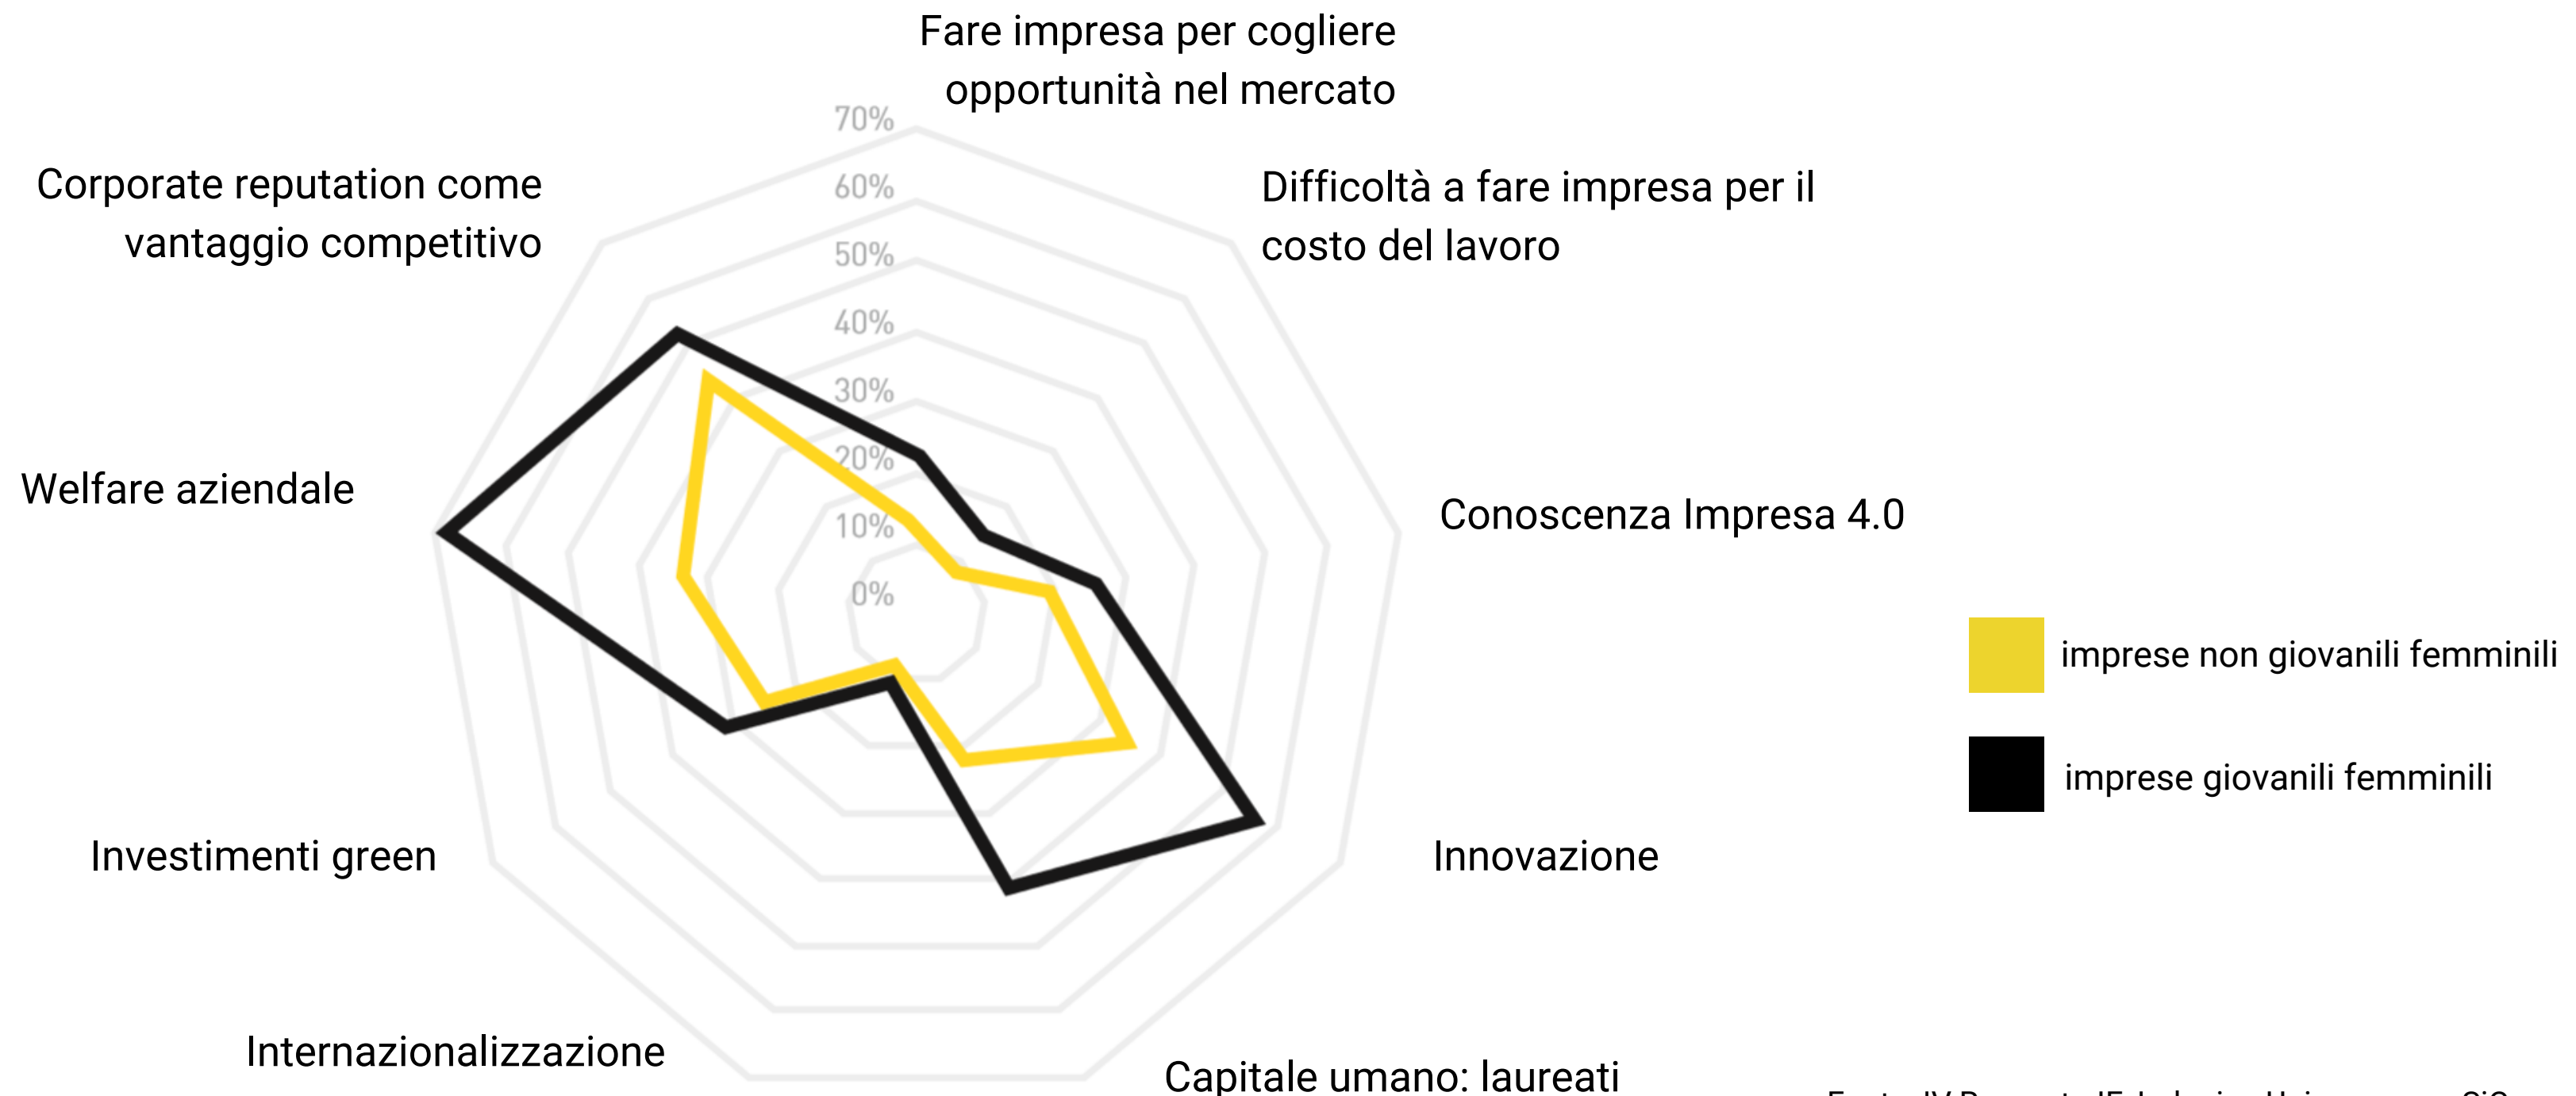 Fare impresa per cogliere
opportunità nel mercato
70%
60%
50%
40%
30%
20%
10%
0%
Corporate reputation come
vantaggio competitivo
Difficoltà a fare impresa per il
costo del lavoro
Welfare aziendale
Conoscenza Impresa 4.0
imprese non giovanili femminili
imprese giovanili femminili
Investimenti green
Innovazione
Internazionalizzazione
Capitale umano: laureati